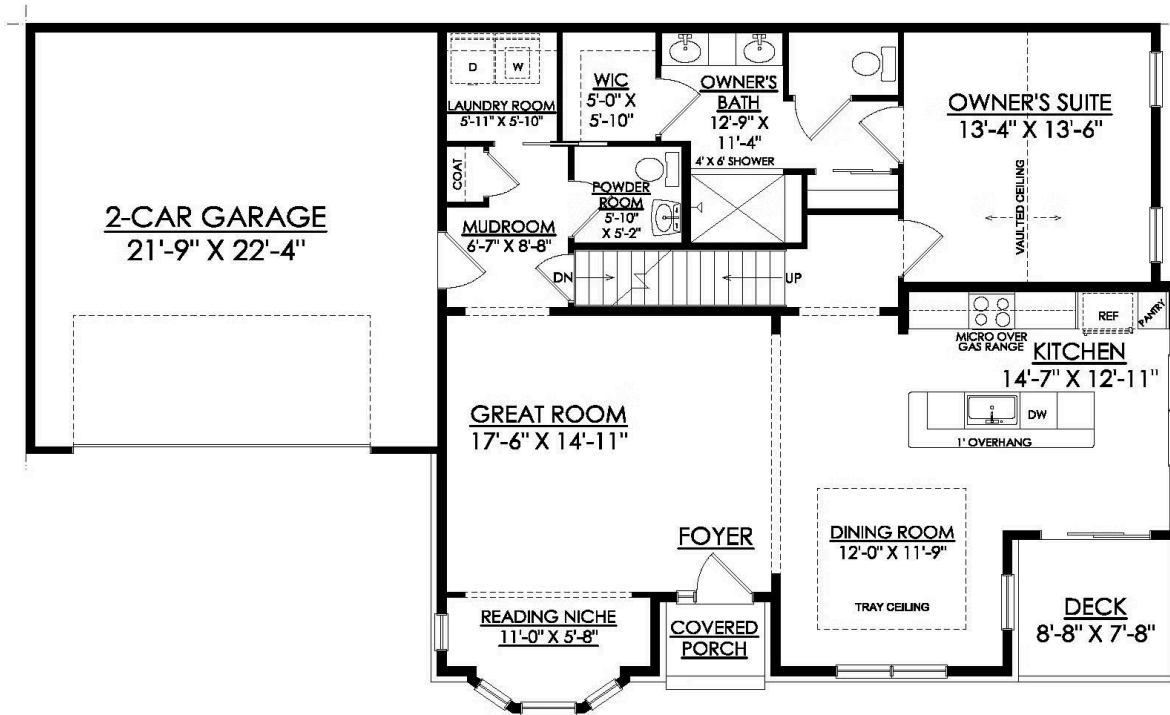 D
W
LAUNDRY ROOM
5'-11" X 5'-10"
WIC
5'-0" X
5'-10"
OWNER'S
BATH
12'-9" X
11'-4"
4' X 6' SHOWER
OWNER'S SUITE
13'-4" X 13'-6"
VAULTED CEILING
2-CAR GARAGE
21'-9" X 22'-4"
COAT
POWDER
ROOM
5'-10"
X 5'-2"
MUDROOM
6'-7" X 8'-8"
DN
UP
MICRO OVER
GAS RANGE
REF
PANTRY
KITCHEN
14'-7" X 12'-11"
DW
1' OVERHANG
GREAT ROOM
17'-6" X 14'-11"
FOYER
DINING ROOM
12'-0" X 11'-9"
TRAY CEILING
READING NICHE
11'-0" X 5'-8"
COVERED
PORCH
DECK
8'-8" X 7'-8"